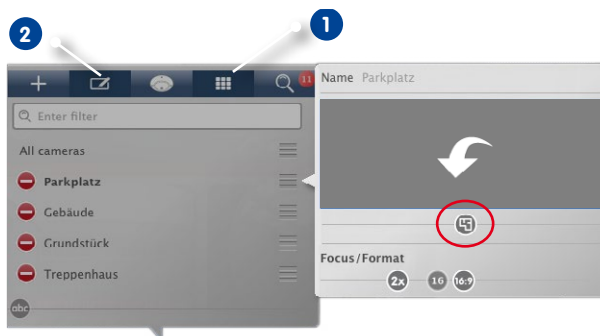 2
1
11
Name Parkplatz
Enter filter
All cameras
Parkplatz
Gebäude
Grundstück
Treppenhaus
abc
Focus/Format
2x 16 16:9